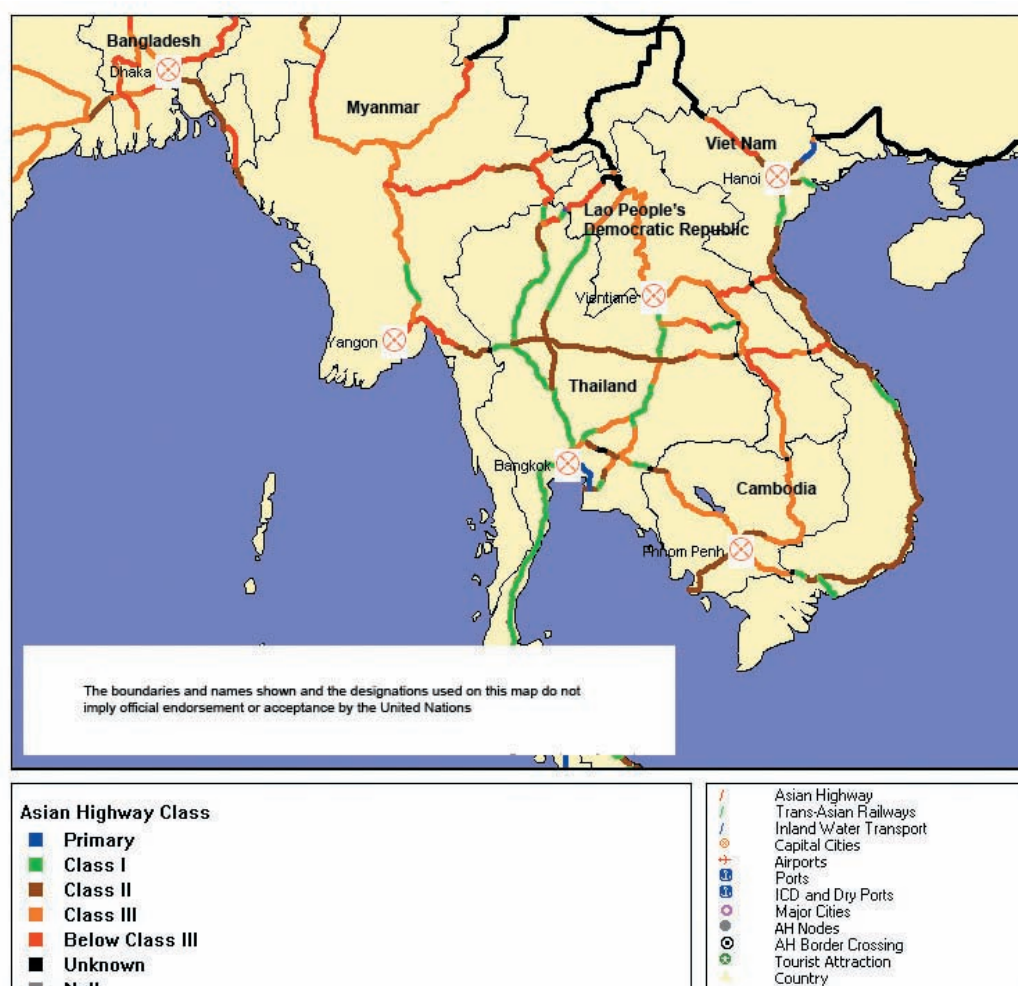 Bangladesh
Dhaka
Myanmar
Viet Nam
Hanoi
Lao People's
Democratic Republic
Vientiane
Yangon
Thailand
Bangkok
Cambodia
Phnom Penh
The boundaries and names shown and the designations used on this map do not
imply official endorsement or acceptance by the United Nations
Asian Highway Class
Primary
Class I
Class II
Class III
Below Class III
Unknown
Asian Highway
Trans-Asian Railways
Inland Water Transport
Capital Cities
Airports
Ports
ICD and Dry Ports
Major Cities
AH Nodes
AH Border Crossing
Tourist Attraction
Country